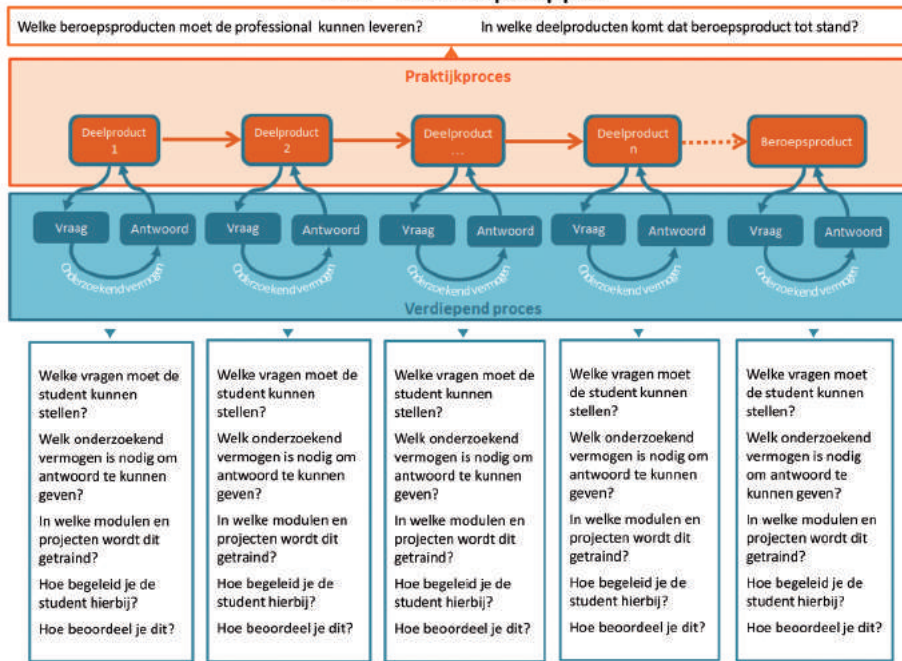 Welke beroepsproducten moet de professional kunnen leveren? In welke deelproducten komt dat beroepsproduct tot stand?
Praktijkproces
Deelproduct
1
Deelproduct
2
Deelproduct
...
Deelproduct
n
Beroepsproduct
Vraag
Antwoord
Onderzoekend vermogen
Vraag
Antwoord
Onderzoekend vermogen
Vraag
Antwoord
Onderzoekend vermogen
Vraag
Antwoord
Onderzoekend vermogen
Vraag
Antwoord
Onderzoekend vermogen
Verdiepend proces
Welke vragen moet de
student kunnen
stellen?
Welk onderzoekend
vermogen is nodig om
antwoord te kunnen
geven?
In welke modulen en
projecten wordt dit
getraind?
Hoe begeleid je de
student hierbij?
Hoe beoordeel je dit?
Welke vragen moet de
student kunnen
stellen?
Welk onderzoekend
vermogen is nodig om
antwoord te kunnen
geven?
In welke modulen en
projecten wordt dit
getraind?
Hoe begeleid je de
student hierbij?
Hoe beoordeel je dit?
Welke vragen moet de
student kunnen
stellen?
Welk onderzoekend
vermogen is nodig om
antwoord te kunnen
geven?
In welke modulen en
projecten wordt dit
getraind?
Hoe begeleid je de
student hierbij?
Hoe beoordeel je dit?
Welke vragen moet
de student kunnen
stellen?
Welk onderzoekend
vermogen is nodig om
antwoord te kunnen
geven?
In welke modulen en
projecten wordt dit
getraind?
Hoe begeleid je de
student hierbij?
Hoe beoordeel je dit?
Welke vragen moet
de student kunnen
stellen?
Welk onderzoekend
vermogen is nodig
om antwoord te
kunnen geven?
In welke modulen en
projecten wordt dit
getraind?
Hoe begeleid je de
student hierbij?
Hoe beoordeel je dit?